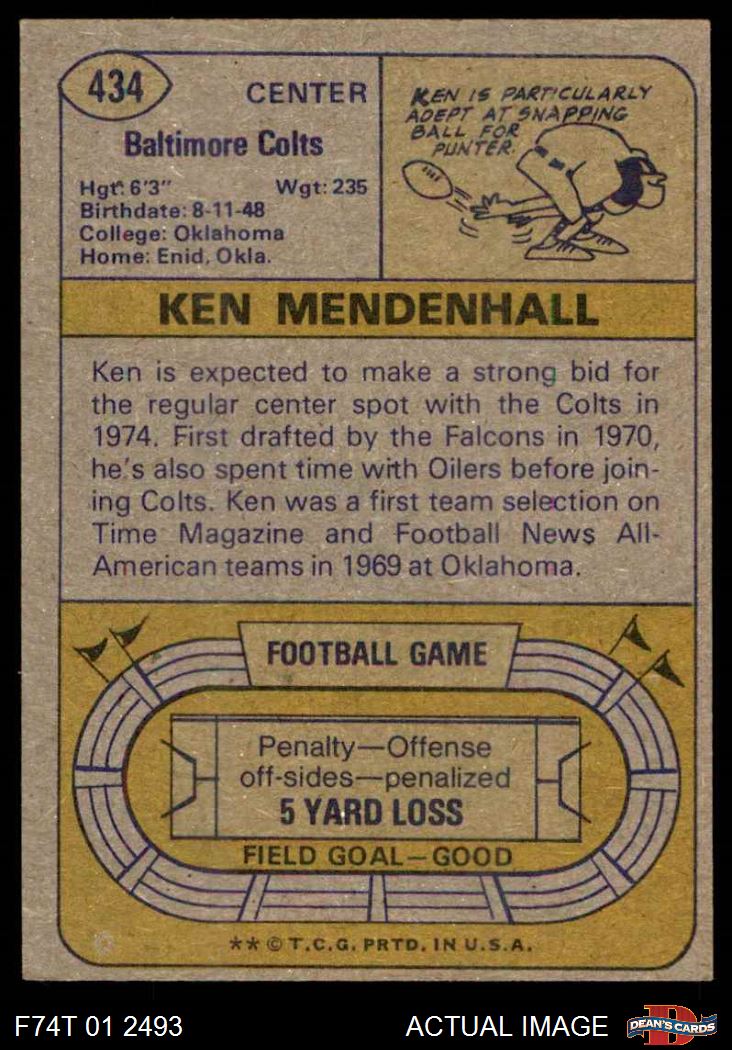 434
CENTER
Baltimore Colts
Hgt: 6'3" Wgt: 235
Birthdate: 8-11-48
College: Oklahoma
Home: Enid, Okla.
KEN IS PARTICULARLY
ADEPT AT SNAPPING
BALL FOR
PUNTER.
KEN MENDENHALL
Ken is expected to make a strong bid for
the regular center spot with the Colts in
1974. First drafted by the Falcons in 1970,
he's also spent time with Oilers before join-
ing Colts. Ken was a first team selection on
Time Magazine and Football News All-
American teams in 1969 at Oklahoma.
FOOTBALL GAME
Penalty—Offense
off-sides—penalized
5 YARD LOSS
FIELD GOAL—GOOD
** © T.C.G. PRTD. IN U.S.A.
F74T 01 2493
ACTUAL IMAGE
D
DEAN'S CARDS